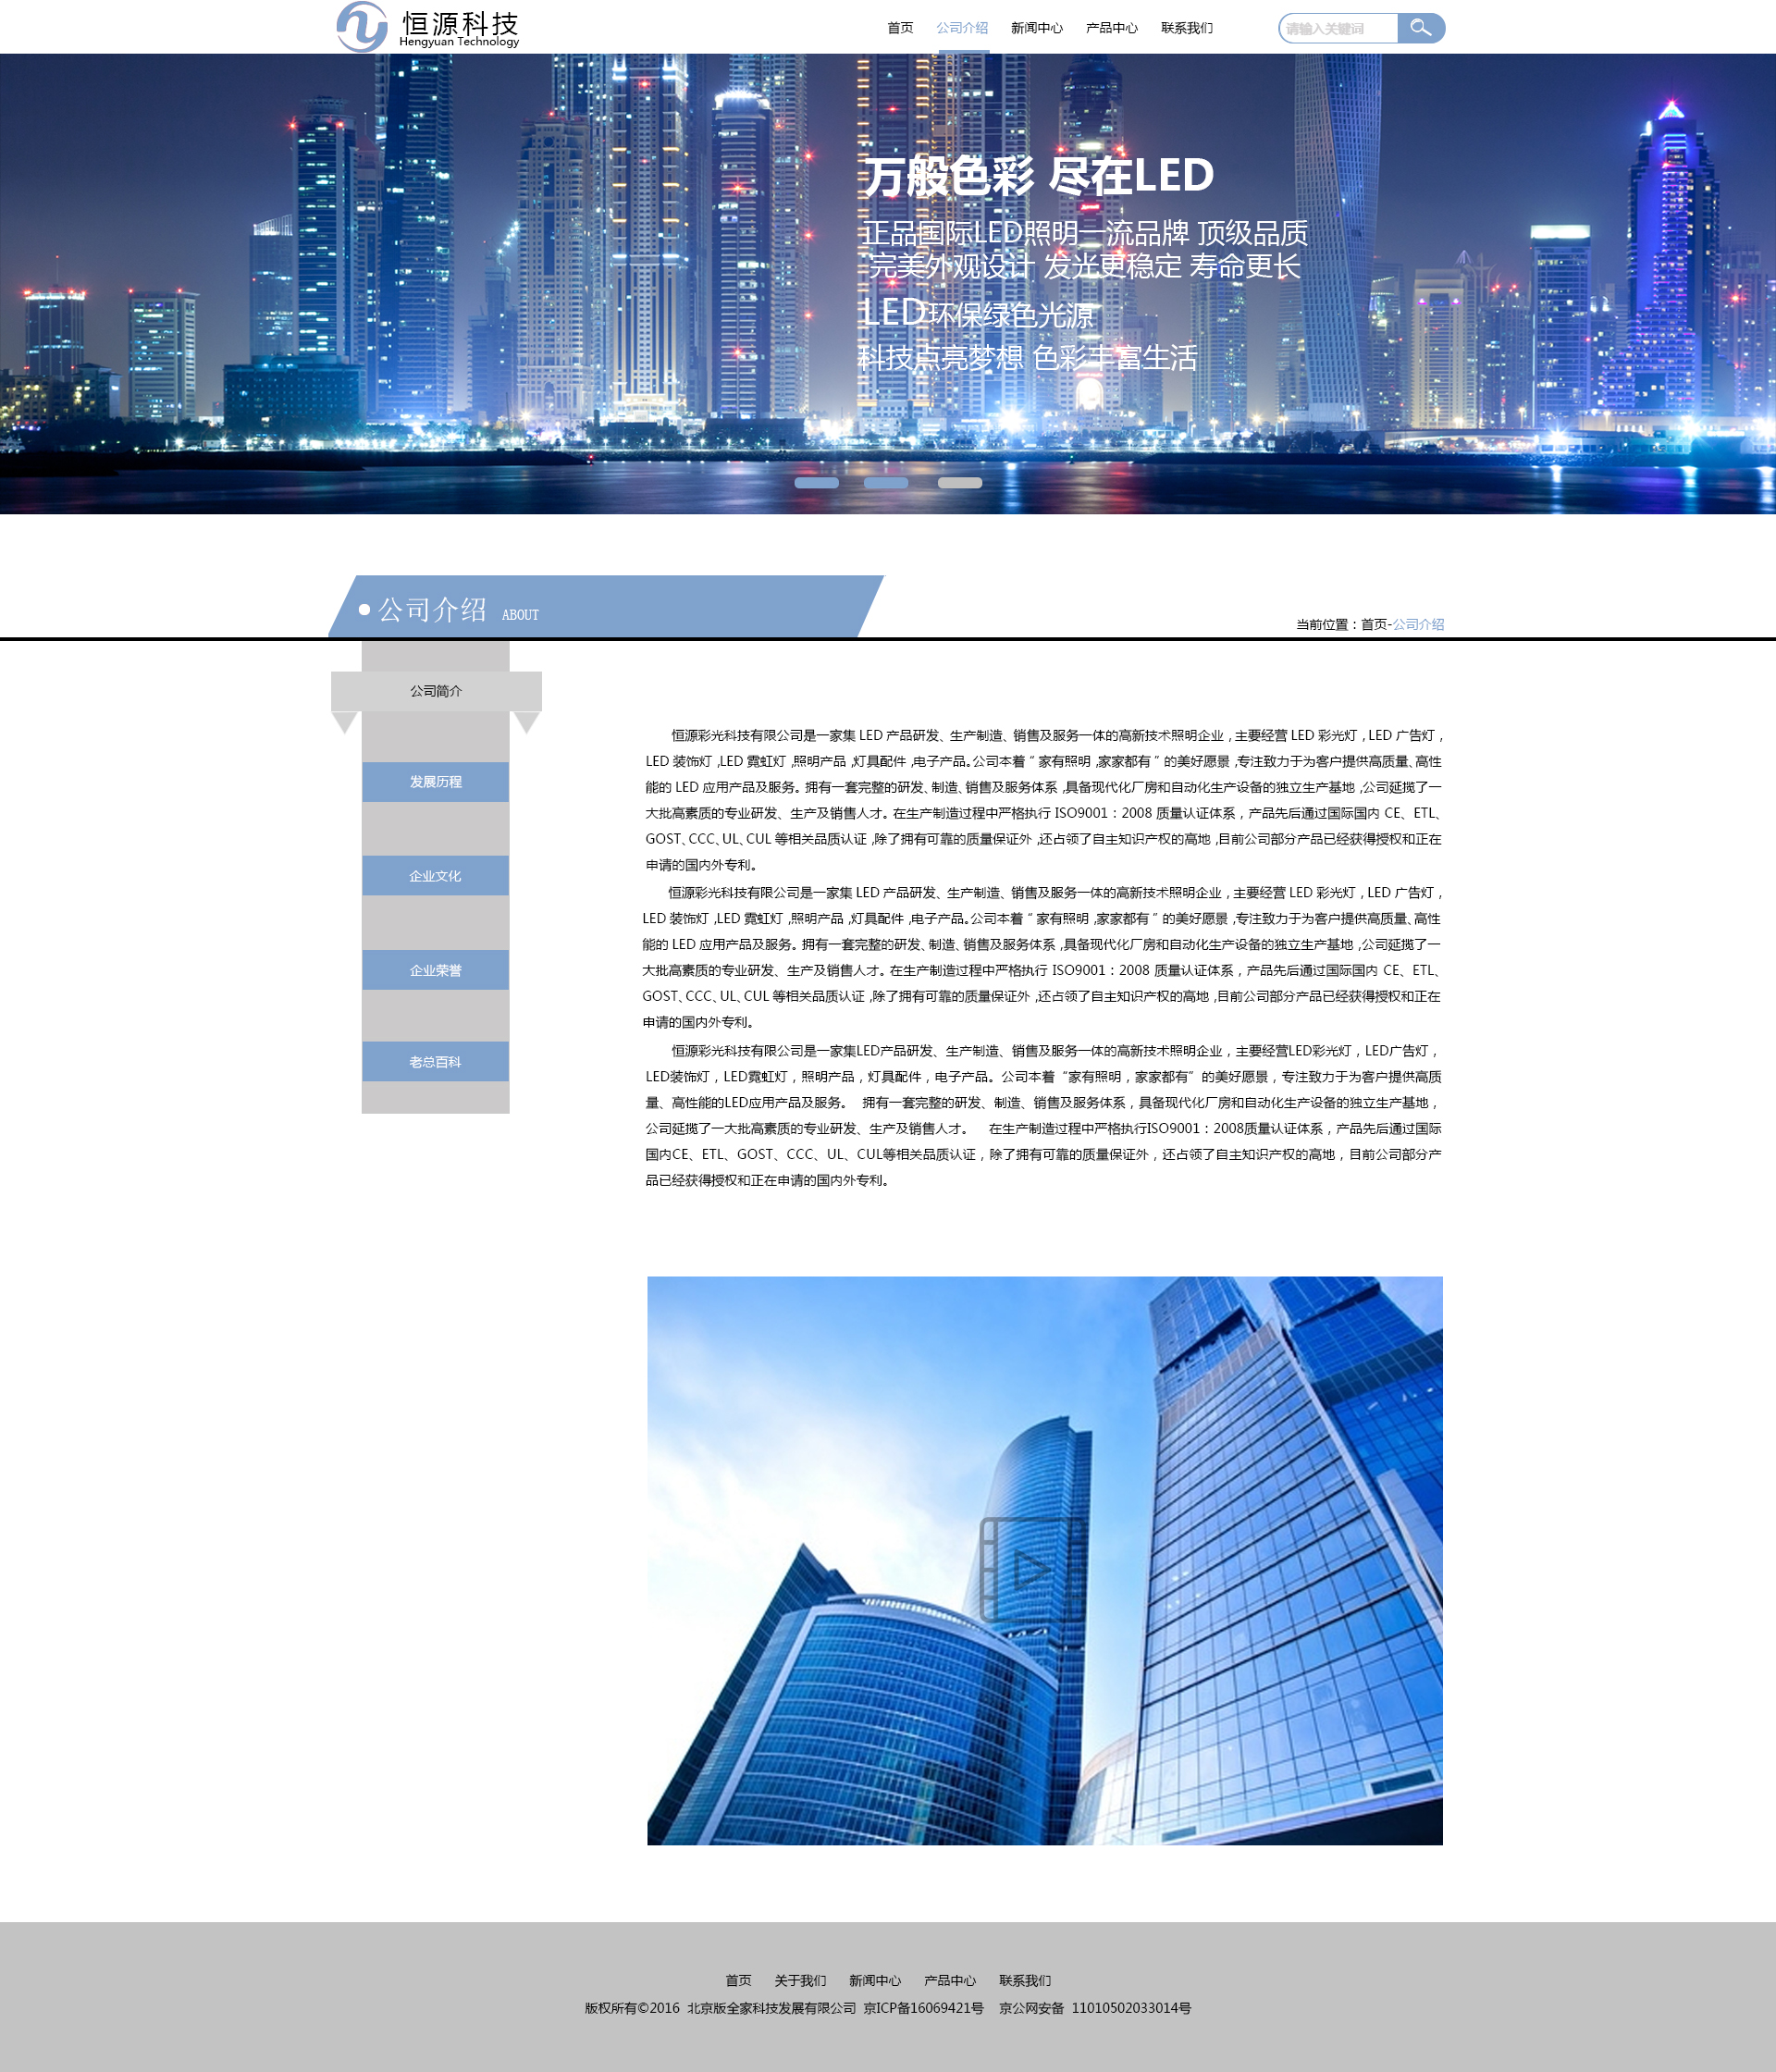 恒源科技
Hengyuan Technology
首页 公司介绍 新闻中心 产品中心 联系我们
请输入关键词
万般色彩 尽在LED
正品国际LED照明一流品牌 顶级品质
完美外观设计 发光更稳定 寿命更长
LED环保绿色光源
科技点亮梦想 色彩丰富生活
公司介绍 ABOUT
当前位置：首页-公司介绍
公司简介
发展历程
企业文化
企业荣誉
老总百科
恒源彩光科技有限公司是一家集 LED 产品研发、生产制造、销售及服务一体的高新技术照明企业，主要经营 LED 彩光灯，LED 广告灯，
LED 装饰灯，LED 霓虹灯，照明产品，灯具配件，电子产品。公司本着“家有照明，家家都有”的美好愿景，专注致力于为客户提供高质量、高性
能的 LED 应用产品及服务。拥有一套完整的研发、制造、销售及服务体系，具备现代化厂房和自动化生产设备的独立生产基地，公司延揽了一
大批高素质的专业研发、生产及销售人才。在生产制造过程中严格执行 ISO9001：2008 质量认证体系，产品先后通过国际国内 CE、ETL、
GOST、CCC、UL、CUL 等相关品质认证，除了拥有可靠的质量保证外，还占领了自主知识产权的高地，目前公司部分产品已经获得授权和正在
申请的国内外专利。
恒源彩光科技有限公司是一家集 LED 产品研发、生产制造、销售及服务一体的高新技术照明企业，主要经营 LED 彩光灯，LED 广告灯，
LED 装饰灯，LED 霓虹灯，照明产品，灯具配件，电子产品。公司本着“家有照明，家家都有”的美好愿景，专注致力于为客户提供高质量、高性
能的 LED 应用产品及服务。拥有一套完整的研发、制造、销售及服务体系，具备现代化厂房和自动化生产设备的独立生产基地，公司延揽了一
大批高素质的专业研发、生产及销售人才。在生产制造过程中严格执行 ISO9001：2008 质量认证体系，产品先后通过国际国内 CE、ETL、
GOST、CCC、UL、CUL 等相关品质认证，除了拥有可靠的质量保证外，还占领了自主知识产权的高地，目前公司部分产品已经获得授权和正在
申请的国内外专利。
恒源彩光科技有限公司是一家集LED产品研发、生产制造、销售及服务一体的高新技术照明企业，主要经营LED彩光灯，LED广告灯，
LED装饰灯，LED霓虹灯，照明产品，灯具配件，电子产品。公司本着“家有照明，家家都有”的美好愿景，专注致力于为客户提供高质
量、高性能的LED应用产品及服务。 拥有一套完整的研发、制造、销售及服务体系，具备现代化厂房和自动化生产设备的独立生产基地，
公司延揽了一大批高素质的专业研发、生产及销售人才。 在生产制造过程中严格执行ISO9001：2008质量认证体系，产品先后通过国际
国内CE、ETL、GOST、CCC、UL、CUL等相关品质认证，除了拥有可靠的质量保证外，还占领了自主知识产权的高地，目前公司部分产
品已经获得授权和正在申请的国内外专利。
首页 关于我们 新闻中心 产品中心 联系我们
版权所有©2016 北京版全家科技发展有限公司 京ICP备16069421号 京公网安备 11010502033014号